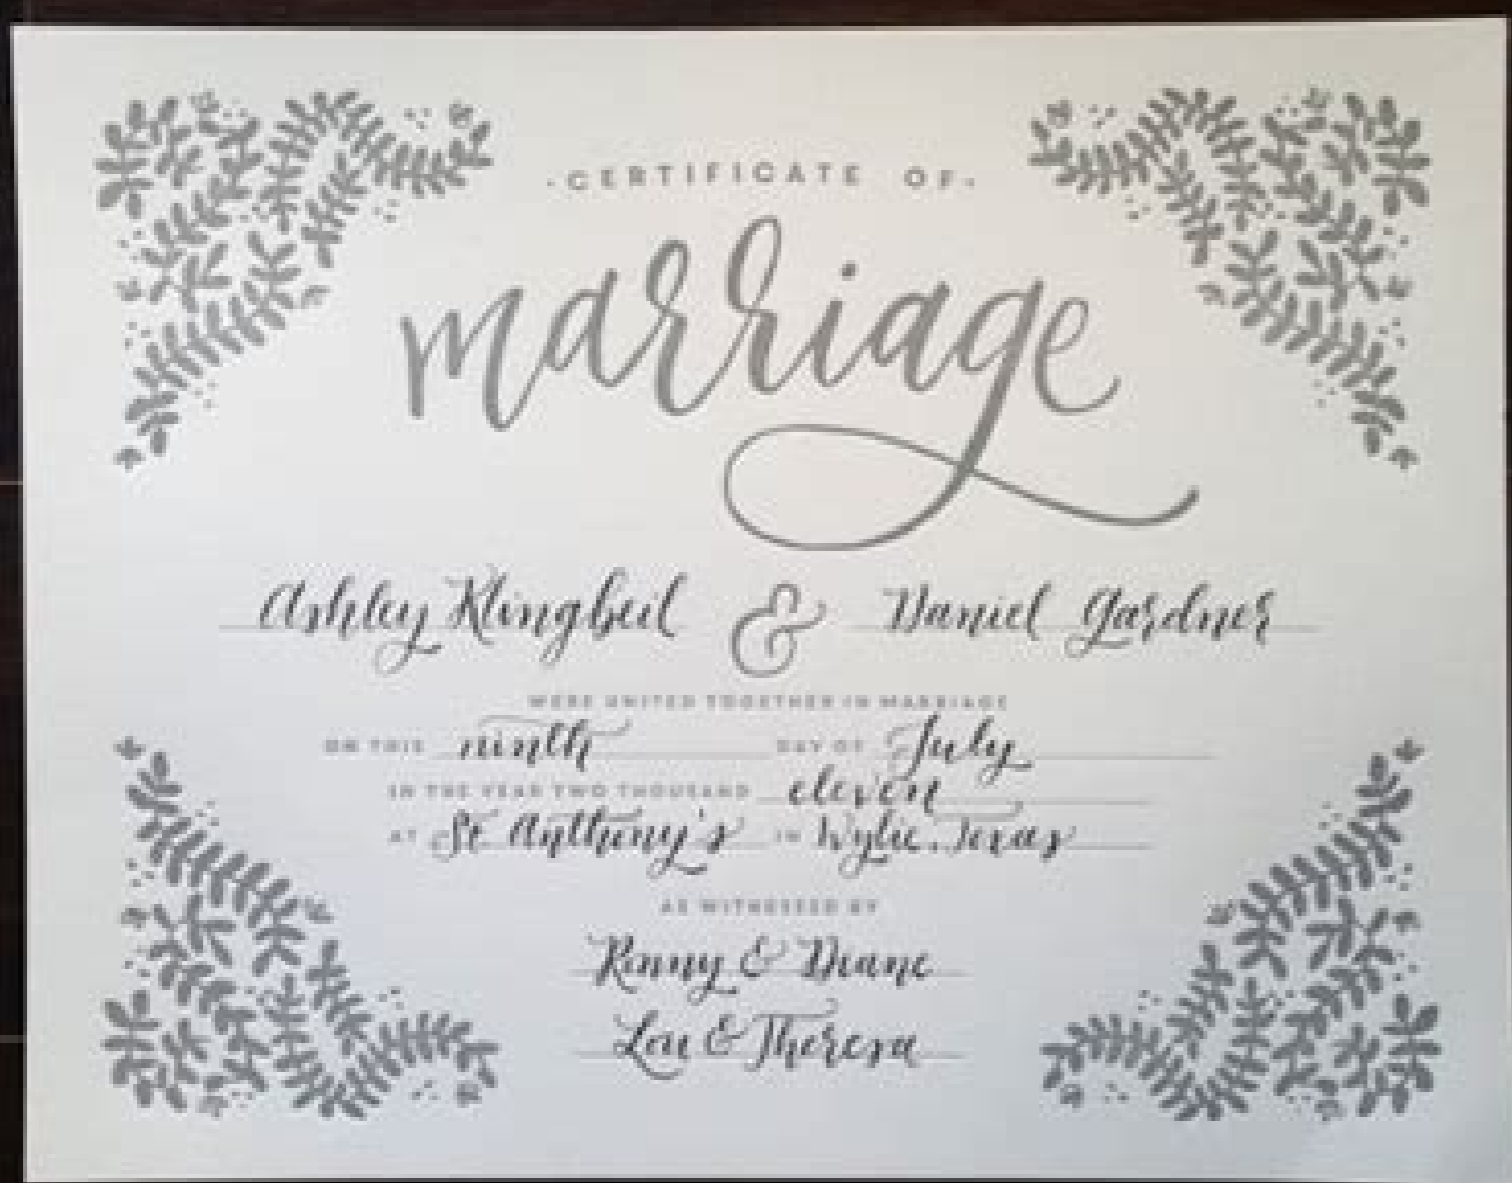 ·CERTIFICATE OF·
marriage
Ashley Klingbeil & Daniel Gardner
WERE UNITED TOGETHER IN MARRIAGE
ON THIS ninth DAY OF July
IN THE YEAR TWO THOUSAND eleven
AT St Anthony's IN Wylie, Texas
AS WITNESSED BY
Ronny & Diane
Lou & Theresa